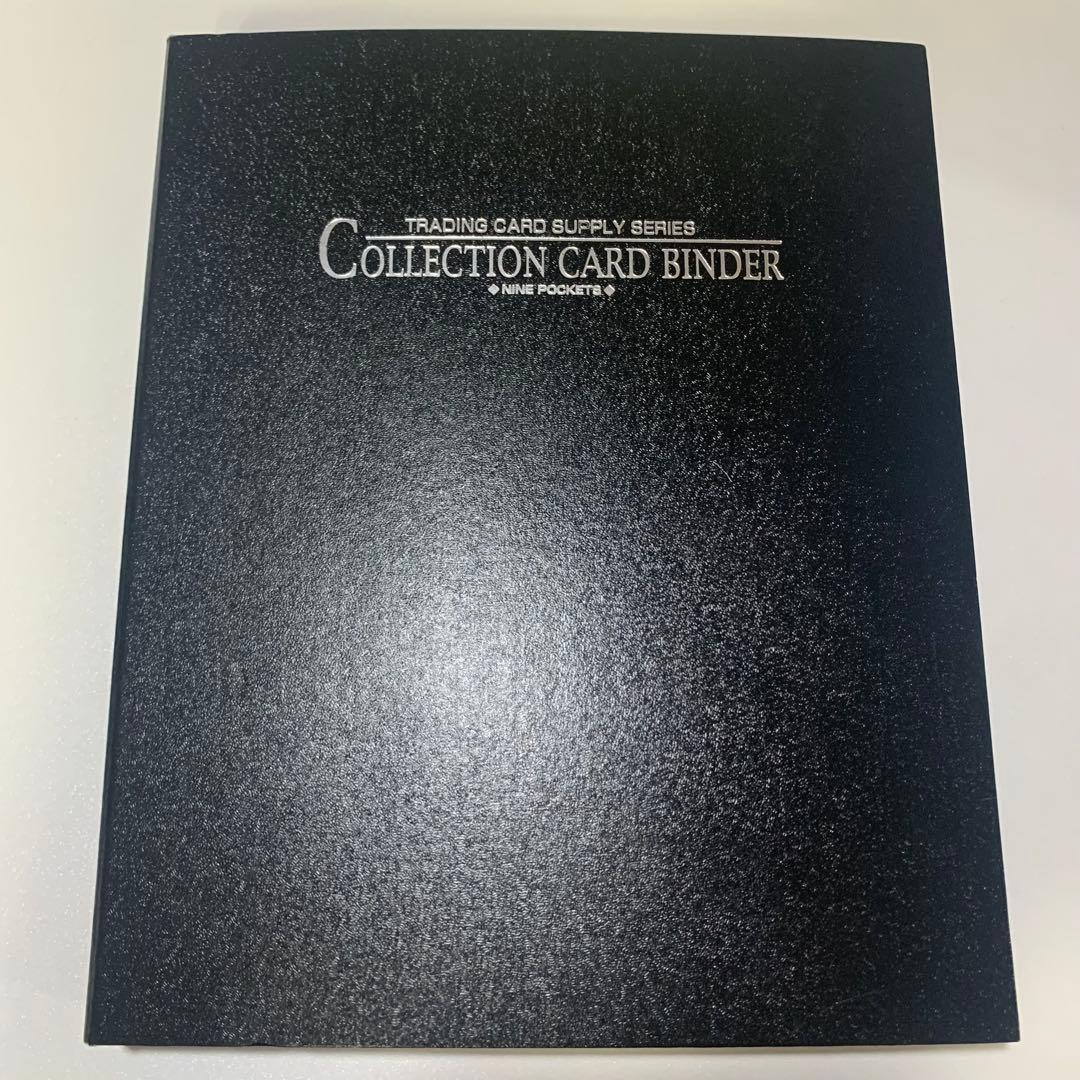 TRADING CARD SUPPLY SERIES
COLLECTION CARD BINDER
◆ NINE POCKETS ◆